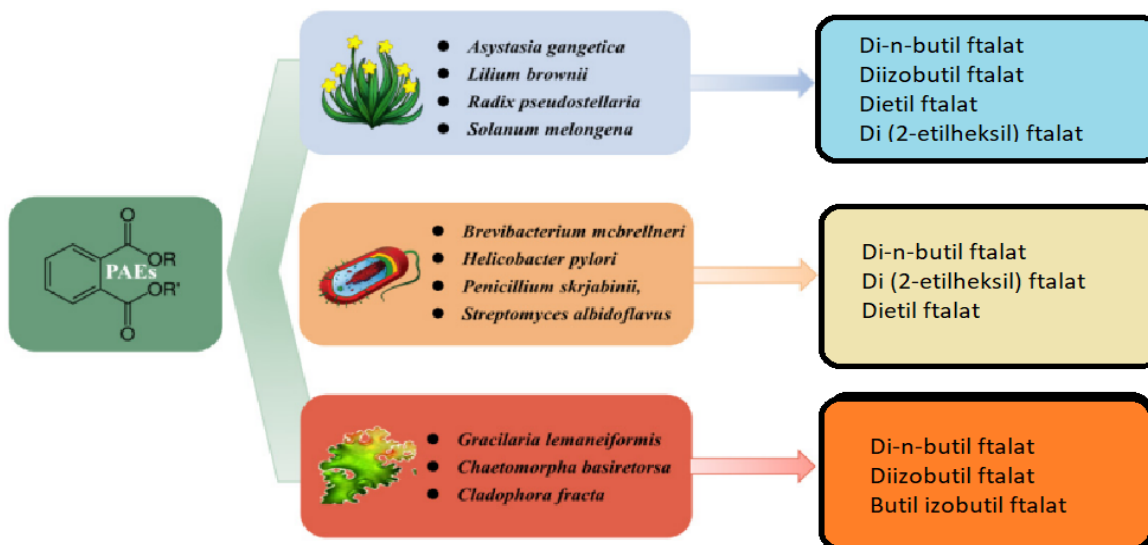 O
OR
PAEs
OR'
O
Asystasia gangetica
Lilium brownii
Radix pseudostellaria
Solanum melongena
Di-n-butil ftalat
Diizobutil ftalat
Dietil ftalat
Di (2-etilheksil) ftalat
Brevibacterium mcbrellneri
Helicobacter pylori
Penicillium skrjabinii,
Streptomyces albidoflavus
Di-n-butil ftalat
Di (2-etilheksil) ftalat
Dietil ftalat
Gracilaria lemaneiformis
Chaetomorpha basiretorsa
Cladophora fracta
Di-n-butil ftalat
Diizobutil ftalat
Butil izobutil ftalat